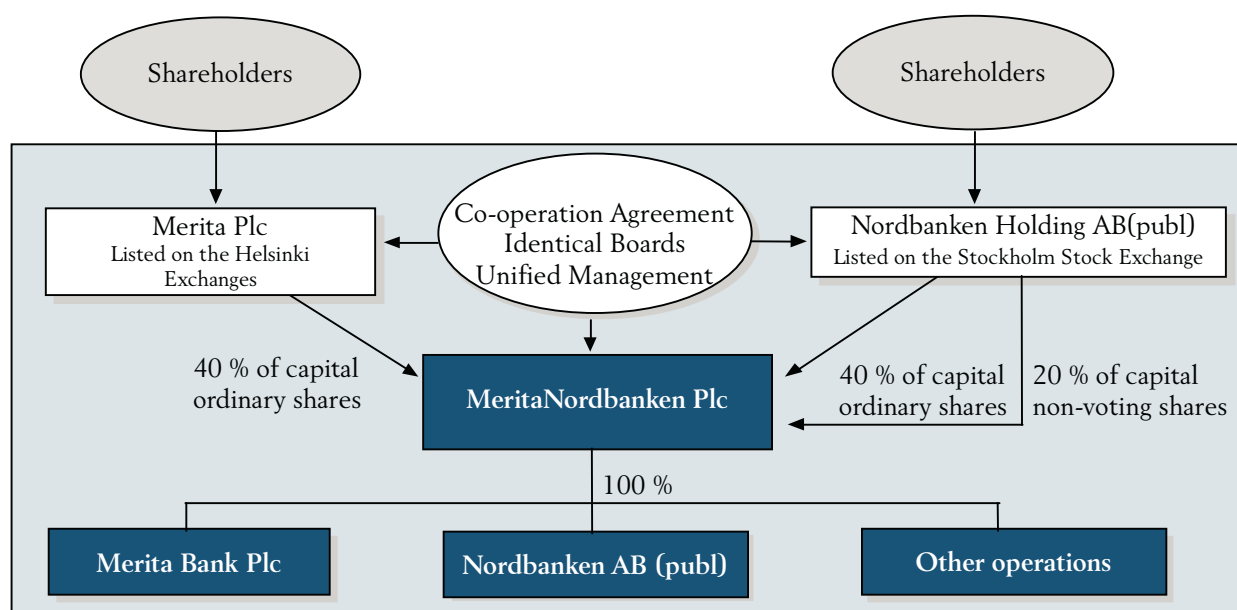 Shareholders
Shareholders
Merita Plc
Listed on the Helsinki
Exchanges
Co-operation Agreement
Identical Boards
Unified Management
Nordbanken Holding AB(publ)
Listed on the Stockholm Stock Exchange
40 % of capital
ordinary shares
MeritaNordbanken Plc
40 % of capital
ordinary shares
20 % of capital
non-voting shares
100 %
Merita Bank Plc
Nordbanken AB (publ)
Other operations